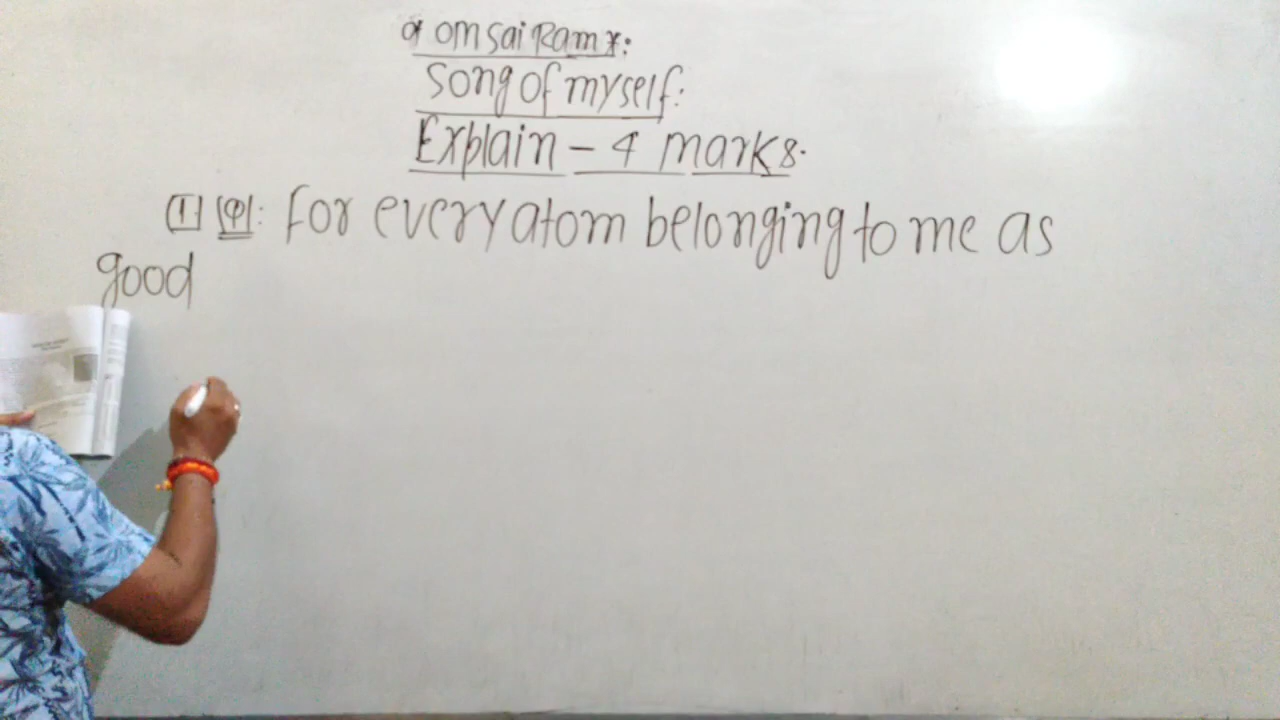 * om Sai Ram *:
Song of myself:
Explain - 4 marks.
[1] [Q]: For every atom belonging to me as
good